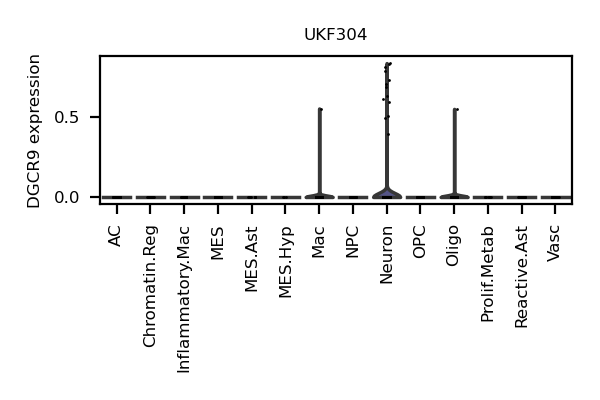 UKF304
DGCR9 expression
0.5
0.0
AC
Chromatin.Reg
Inflammatory.Mac
MES
MES.Ast
MES.Hyp
Mac
NPC
Neuron
OPC
Oligo
Prolif.Metab
Reactive.Ast
Vasc